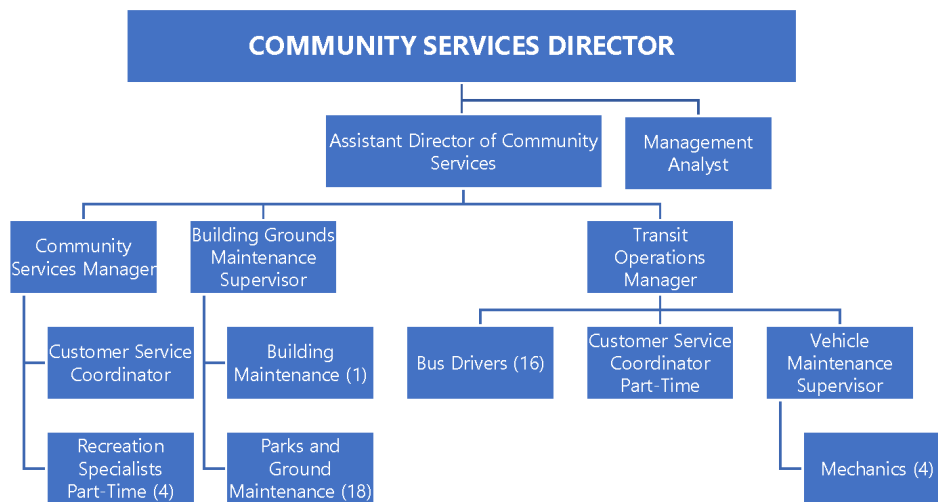 COMMUNITY SERVICES DIRECTOR
Assistant Director of Community
Services
Management
Analyst
Community
Services Manager
Building Grounds
Maintenance
Supervisor
Transit
Operations
Manager
Customer Service
Coordinator
Building
Maintenance (1)
Bus Drivers (16)
Customer Service
Coordinator
Part-Time
Vehicle
Maintenance
Supervisor
Recreation
Specialists
Part-Time (4)
Parks and
Ground
Maintenance (18)
Mechanics (4)